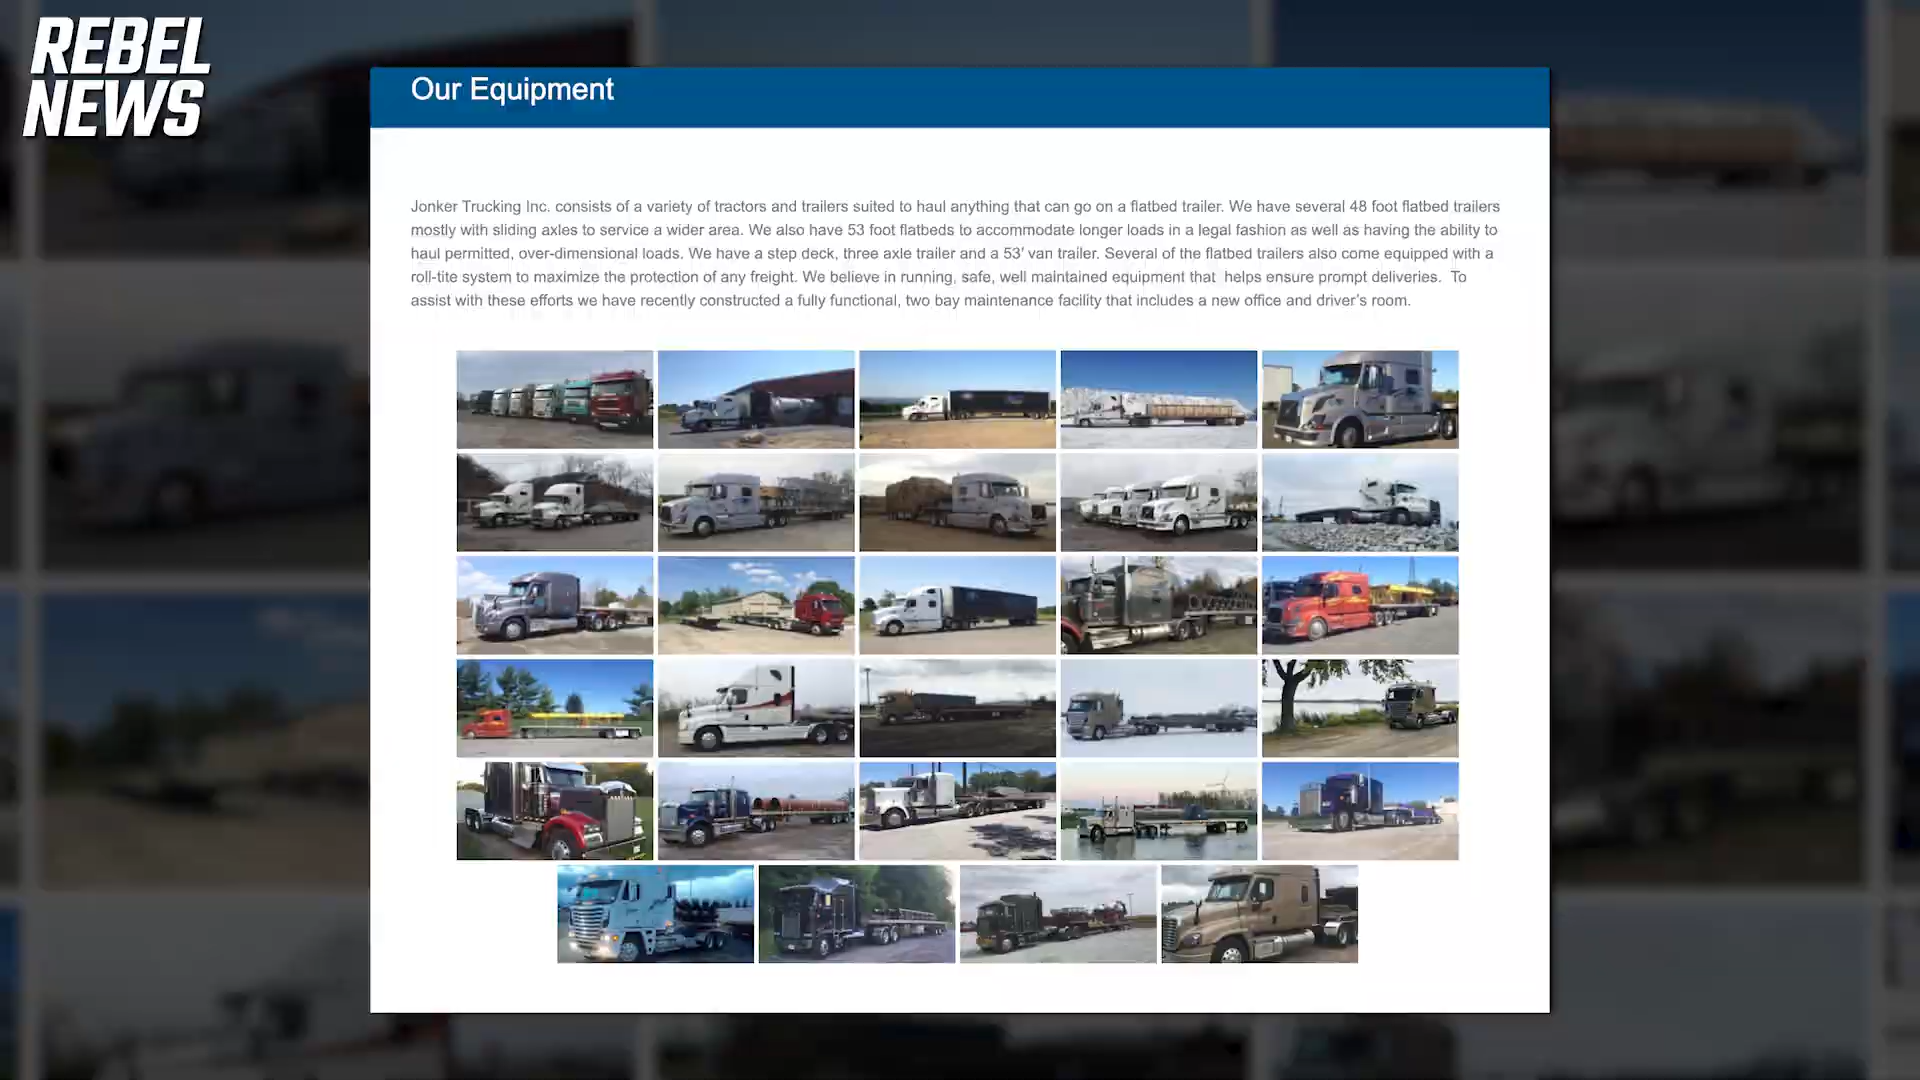 REBEL
NEWS
Our Equipment
Jonker Trucking Inc. consists of a variety of tractors and trailers suited to haul anything that can go on a flatbed trailer. We have several 48 foot flatbed trailers
mostly with sliding axles to service a wider area. We also have 53 foot flatbeds to accommodate longer loads in a legal fashion as well as having the ability to
haul permitted, over-dimensional loads. We have a step deck, three axle trailer and a 53' van trailer. Several of the flatbed trailers also come equipped with a
roll-tite system to maximize the protection of any freight. We believe in running, safe, well maintained equipment that helps ensure prompt deliveries. To
assist with these efforts we have recently constructed a fully functional, two bay maintenance facility that includes a new office and driver's room.